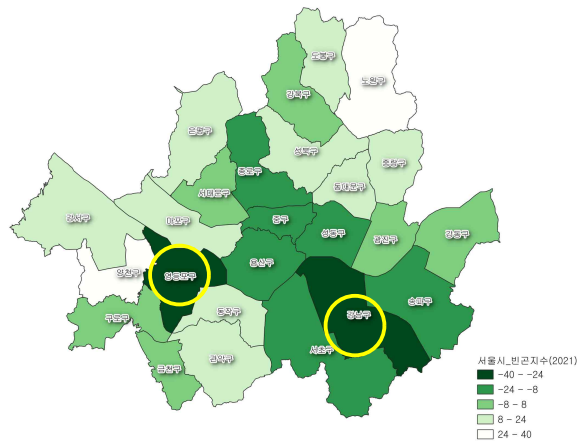 도봉구
노원구
강북구
은평구
성북구
중랑구
종로구
동대문구
서대문구
마포구
강서구
중구
성동구
광진구
강동구
양천구
영등포구
용산구
송파구
구로구
동작구
강남구
서초구
금천구
관악구
서울시_빈곤지수(2021)
-40 - -24
-24 - -8
-8 - 8
8 - 24
24 - 40